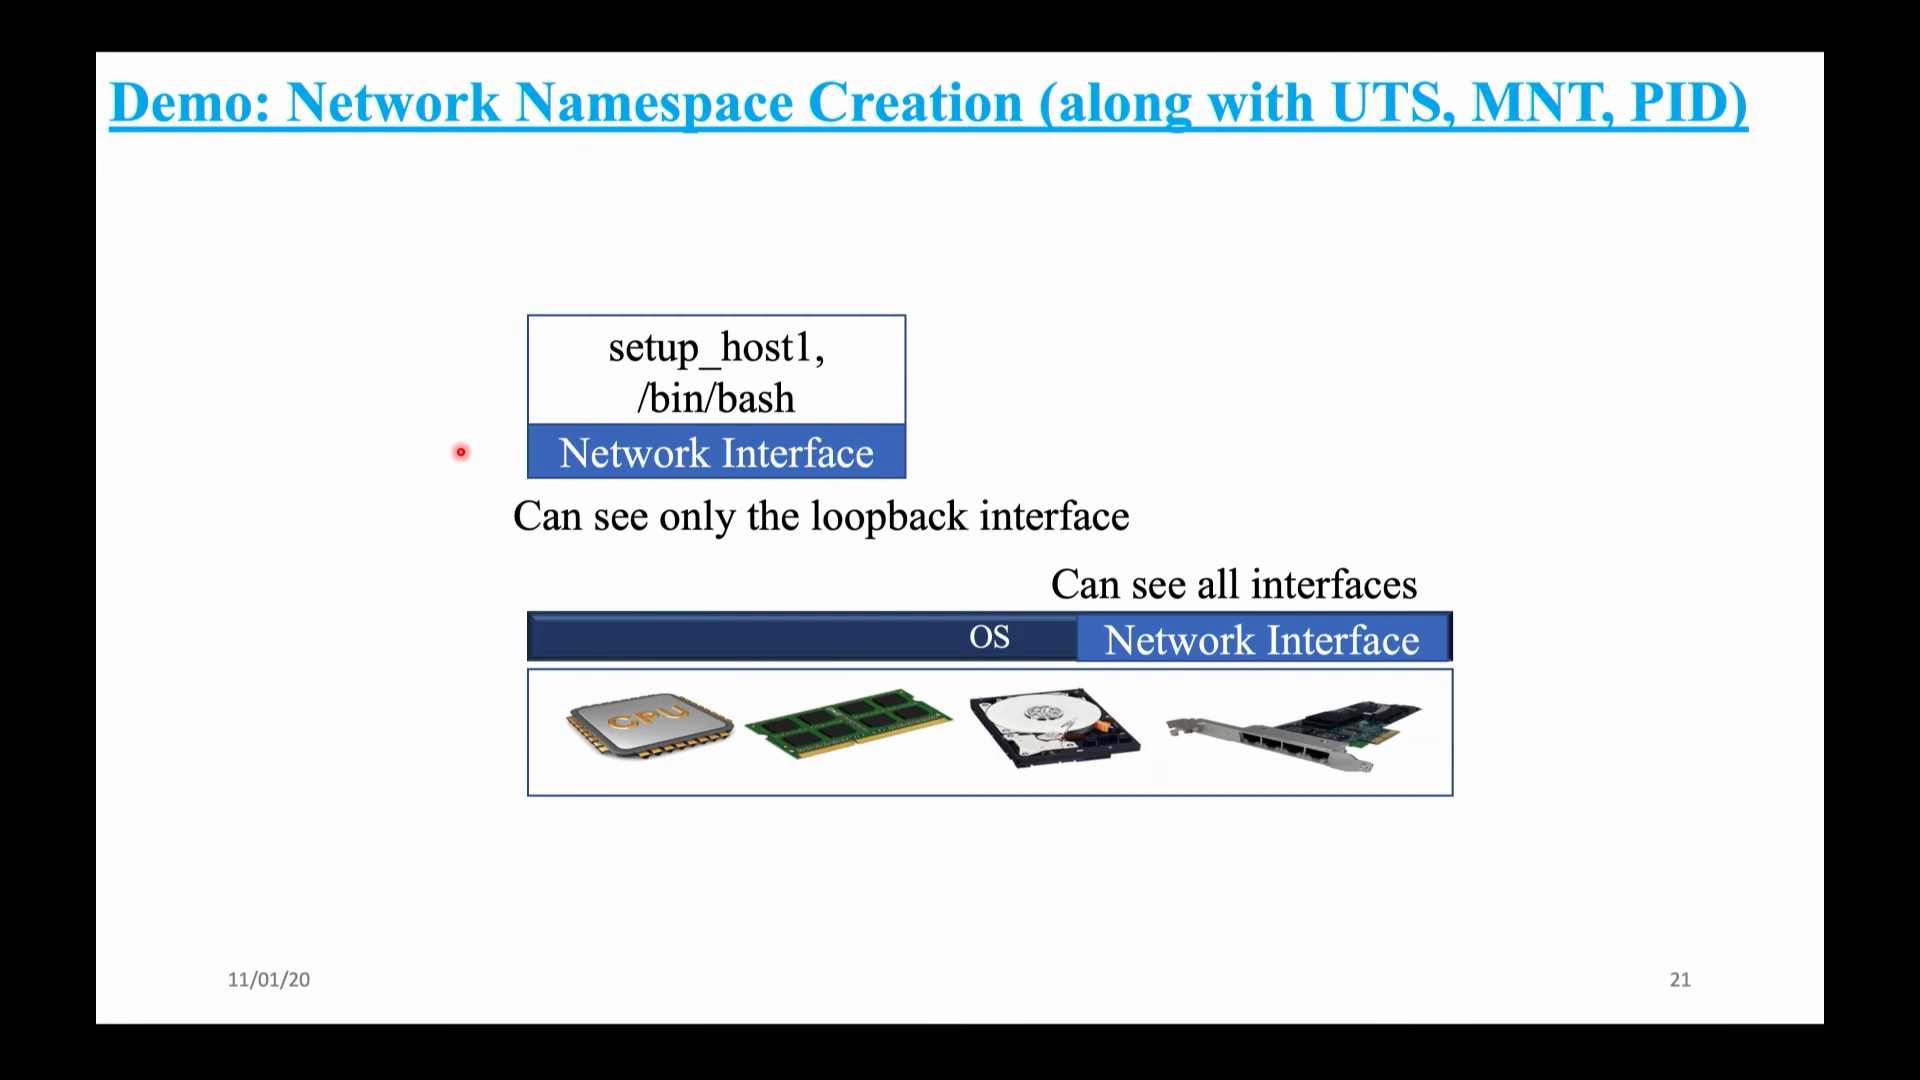 Demo: Network Namespace Creation (along with UTS, MNT, PID)
setup_host1,
/bin/bash
Network Interface
Can see only the loopback interface
Can see all interfaces
OS
Network Interface
CPU
11/01/20
21